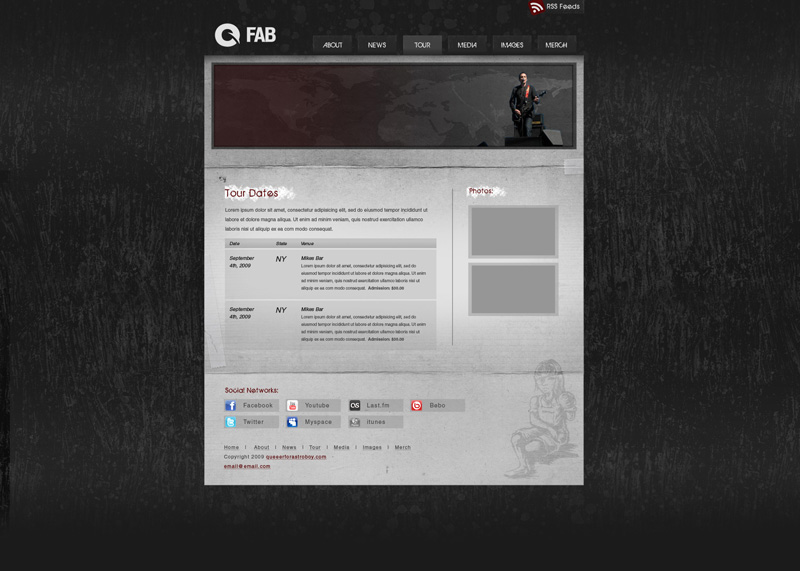 RSS Feeds
FAB
ABOUT NEWS TOUR MEDIA IMAGES MERCH
Tour Dates
Photos:
Lorem ipsum dolor sit amet, consectetur adipisicing elit, sed do eiusmod tempor incididunt ut
labore et dolore magna aliqua. Ut enim ad minim veniam, quis nostrud exercitation ullamco
laboris nisi ut aliquip ex ea com modo consequat.
Date State Venue
September
4th, 2009
NY
Mikes Bar
Lorem ipsum dolor sit amet, consectetur adipisicing elit, sed do
eiusmod tempor incididunt ut labore et dolore magna aliqua. Ut enim
ad minim veniam, quis nostrud exercitation ullamco laboris nisi ut
aliquip ex ea com modo consequat. Admission: $00.00
September
4th, 2009
NY
Mikes Bar
Lorem ipsum dolor sit amet, consectetur adipisicing elit, sed do
eiusmod tempor incididunt ut labore et dolore magna aliqua. Ut enim
ad minim veniam, quis nostrud exercitation ullamco laboris nisi ut
aliquip ex ea com modo consequat. Admission: $00.00
Social Networks:
Facebook Youtube Last.fm Bebo
Twitter Myspace itunes
Home | About | News | Tour | Media | Images | Merch
Copyright 2009 queeerforastroboy.com
email@email.com